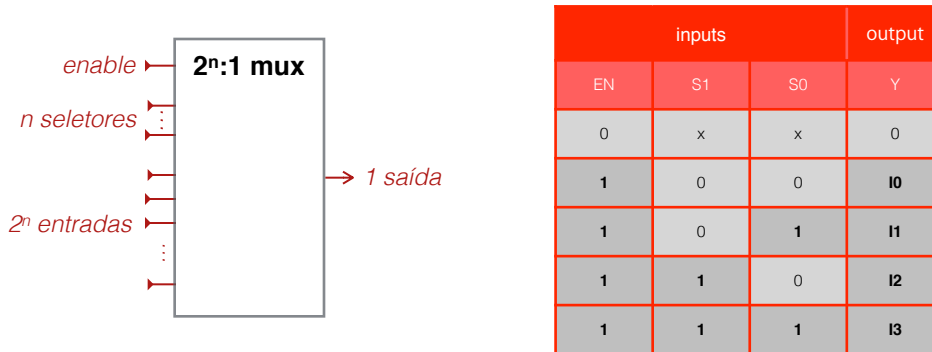 enable
2ⁿ:1 mux
n seletores
1 saída
2ⁿ entradas
inputs output
EN S1 S0 Y
0 x x 0
1 0 0 I0
1 0 1 I1
1 1 0 I2
1 1 1 I3